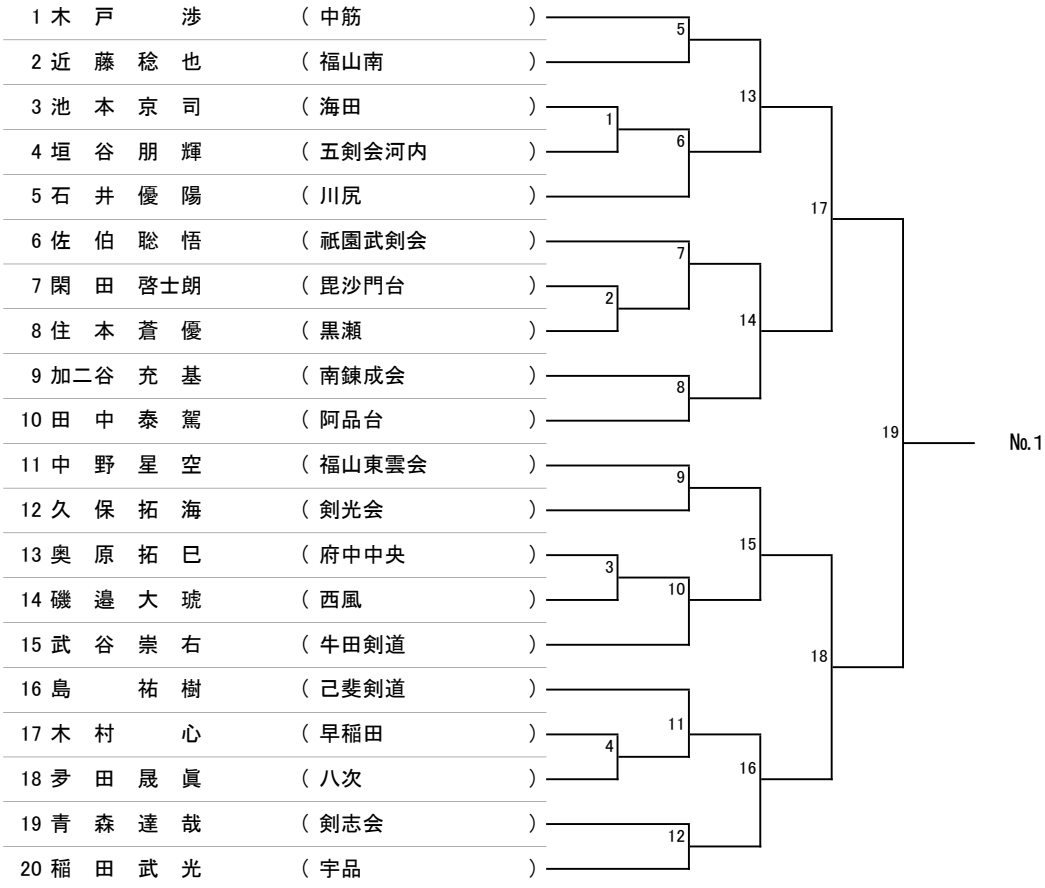 1 木 戸 渉 ( 中筋 )
2 近 藤 稔 也 ( 福山南 )
3 池 本 京 司 ( 海田 )
4 垣 谷 朋 輝 ( 五剣会河内 )
5 石 井 優 陽 ( 川尻 )
6 佐 伯 聡 悟 ( 祇園武剣会 )
7 閑 田 啓士朗 ( 毘沙門台 )
8 住 本 蒼 優 ( 黒瀬 )
9 加二谷 充 基 ( 南錬成会 )
10 田 中 泰 駕 ( 阿品台 )
11 中 野 星 空 ( 福山東雲会 )
12 久 保 拓 海 ( 剣光会 )
13 奥 原 拓 巳 ( 府中中央 )
14 磯 邉 大 琥 ( 西風 )
15 武 谷 崇 右 ( 牛田剣道 )
16 島 祐 樹 ( 己斐剣道 )
17 木 村 心 ( 早稲田 )
18 夛 田 晟 眞 ( 八次 )
19 青 森 達 哉 ( 剣志会 )
20 稲 田 武 光 ( 宇品 )
1
2
3
4
5
6
7
8
9
10
11
12
13
14
15
16
17
18
19
№1